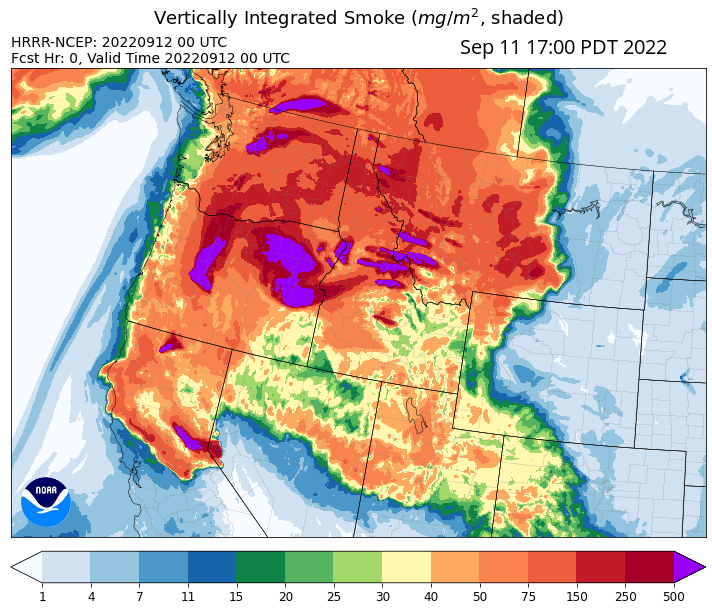 Vertically Integrated Smoke (mg/m², shaded)
HRRR-NCEP: 20220912 00 UTC
Fcst Hr: 0, Valid Time 20220912 00 UTC
Sep 11 17:00 PDT 2022
NOAA
1 4 7 11 15 20 25 30 40 50 75 150 250 500